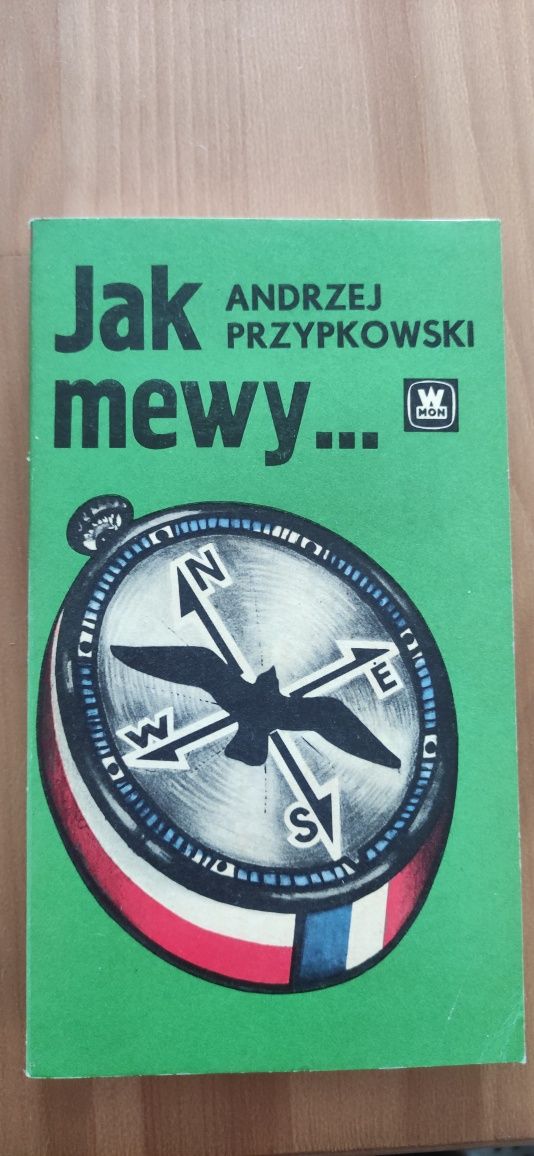 Jak
ANDRZEJ
PRZYPKOWSKI
mewy...
W
MON
N
E
W
S